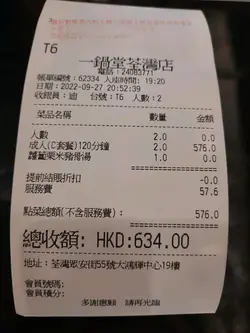 T6
一鍋堂荃灣店
電話:24083771
帳單編號:62334 入座時間:19:20
日期:2022-09-27 20:52:39
收銀員:迪 台號:T6 人數:2
菜品名稱 數量 金額
人數 2.0 0.0
成人(C套餐)120分鐘 2.0 576.0
蘿蔔粟米豬骨湯 1.0 0.0
提前結賬折扣 -0.0
服務費 57.6
點菜總額(不含服務費): 576.0
總收額: HKD:634.00
地址:荃灣眾安街55號大鴻輝中心19樓
會員號碼:
會員積分:
多謝惠顧 請再光臨